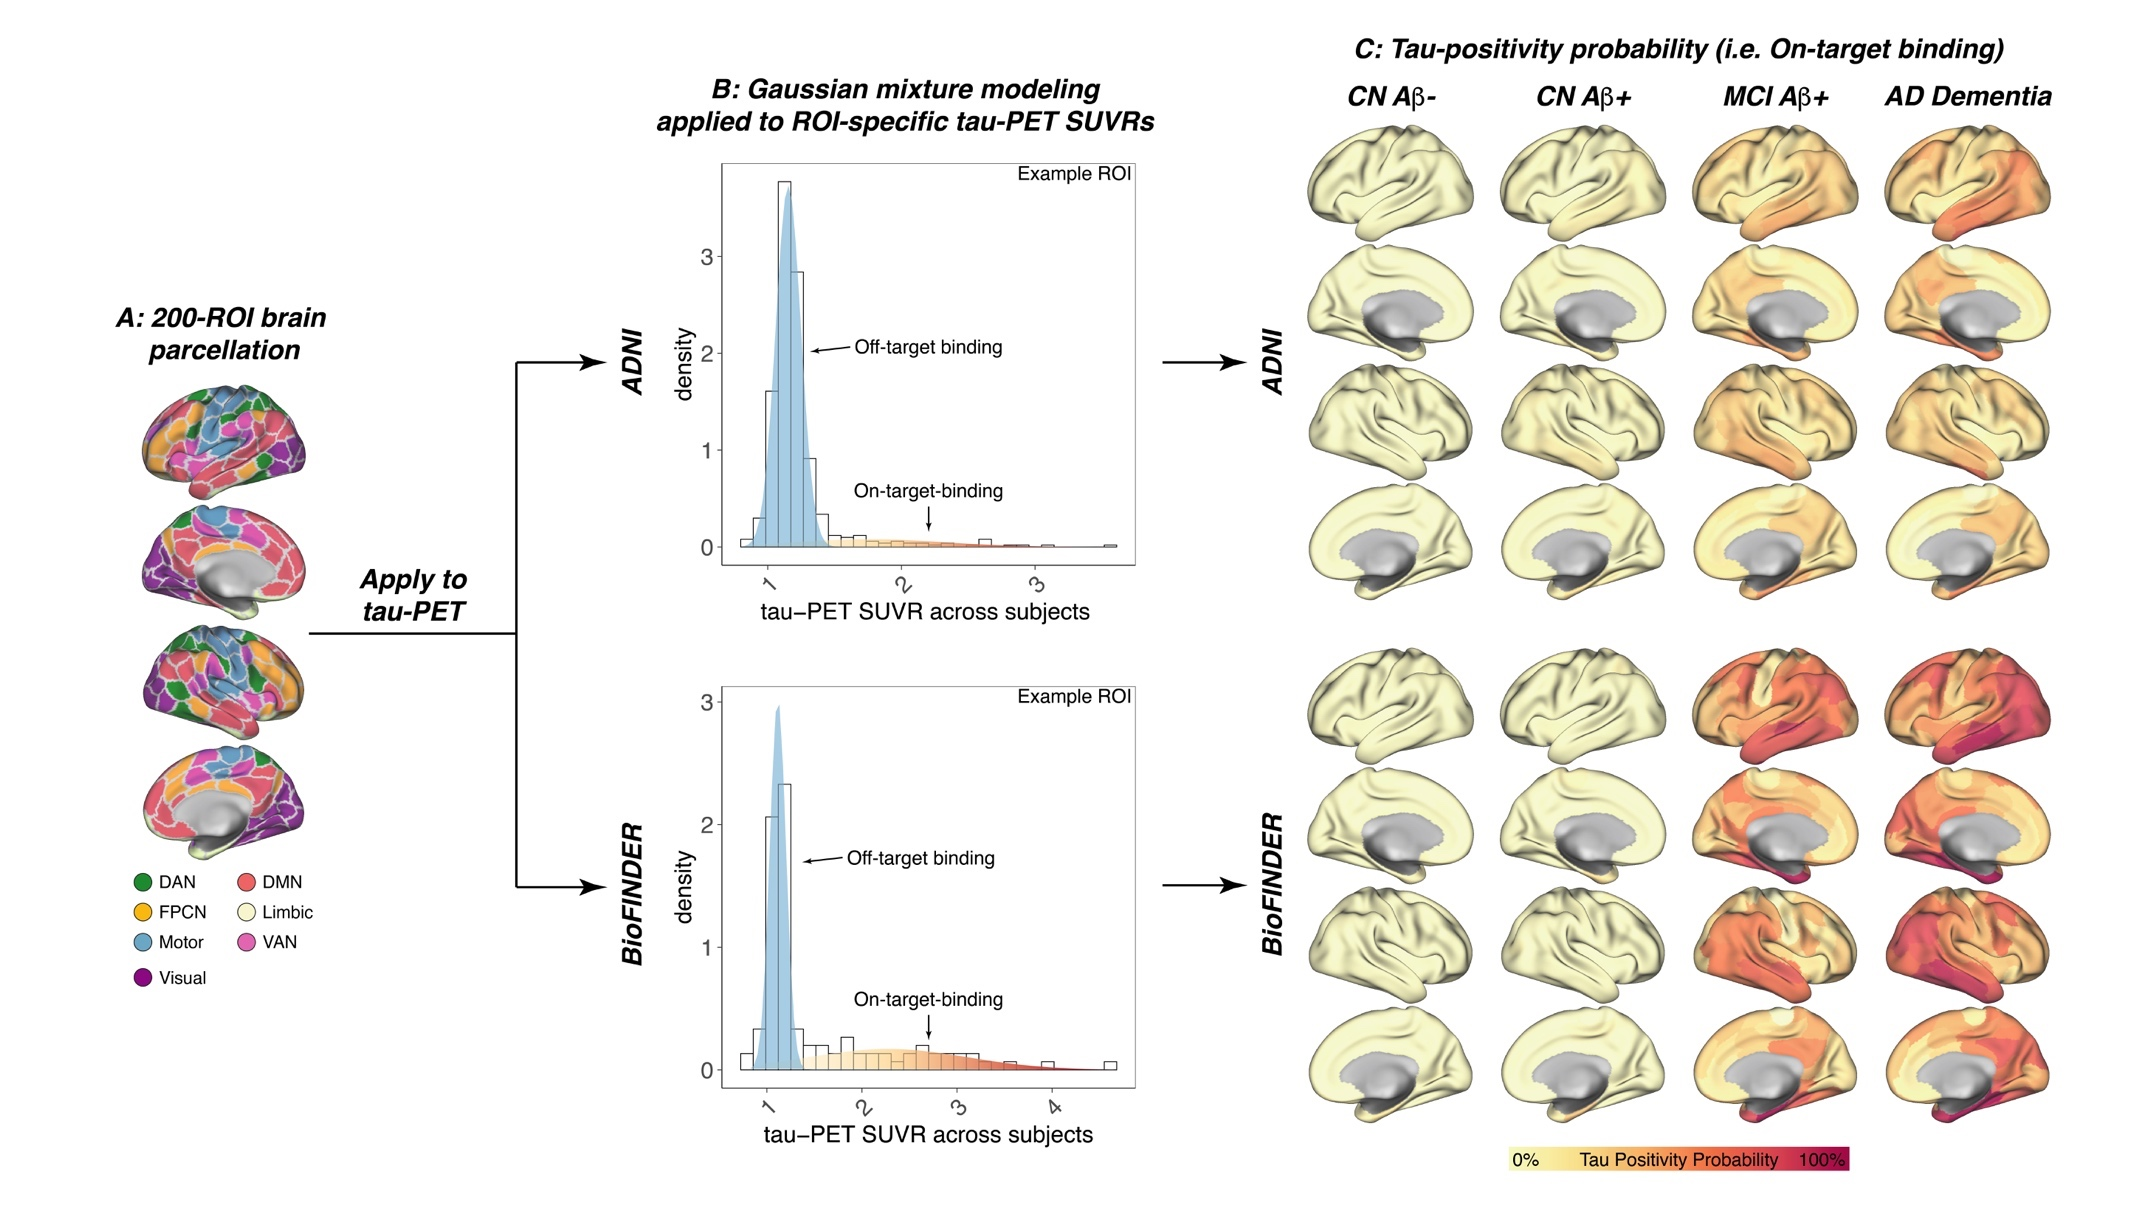 A: 200-ROI brain
parcellation
DAN
DMN
FPCN
Limbic
Motor
VAN
Visual
Apply to
tau-PET
B: Gaussian mixture modeling
applied to ROI-specific tau-PET SUVRs
ADNI
Example ROI
density
3
2
1
0
Off-target binding
On-target-binding
1
2
3
tau−PET SUVR across subjects
BioFINDER
Example ROI
density
3
2
1
0
Off-target binding
On-target-binding
1
2
3
4
tau−PET SUVR across subjects
C: Tau-positivity probability (i.e. On-target binding)
CN Aβ-
CN Aβ+
MCI Aβ+
AD Dementia
ADNI
BioFINDER
0%
Tau Positivity Probability
100%